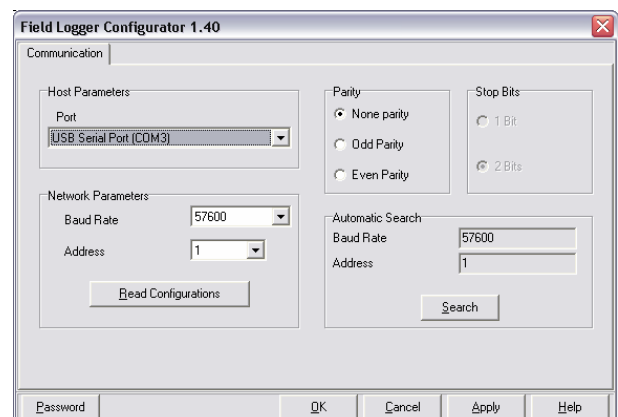 Field Logger Configurator 1.40
Communication
Host Parameters
Port
USB Serial Port (COM3)
Network Parameters
Baud Rate 57600
Address 1
Read Configurations
Parity
None parity
Odd Parity
Even Parity
Stop Bits
1 Bit
2 Bits
Automatic Search
Baud Rate 57600
Address 1
Search
Password OK Cancel Apply Help